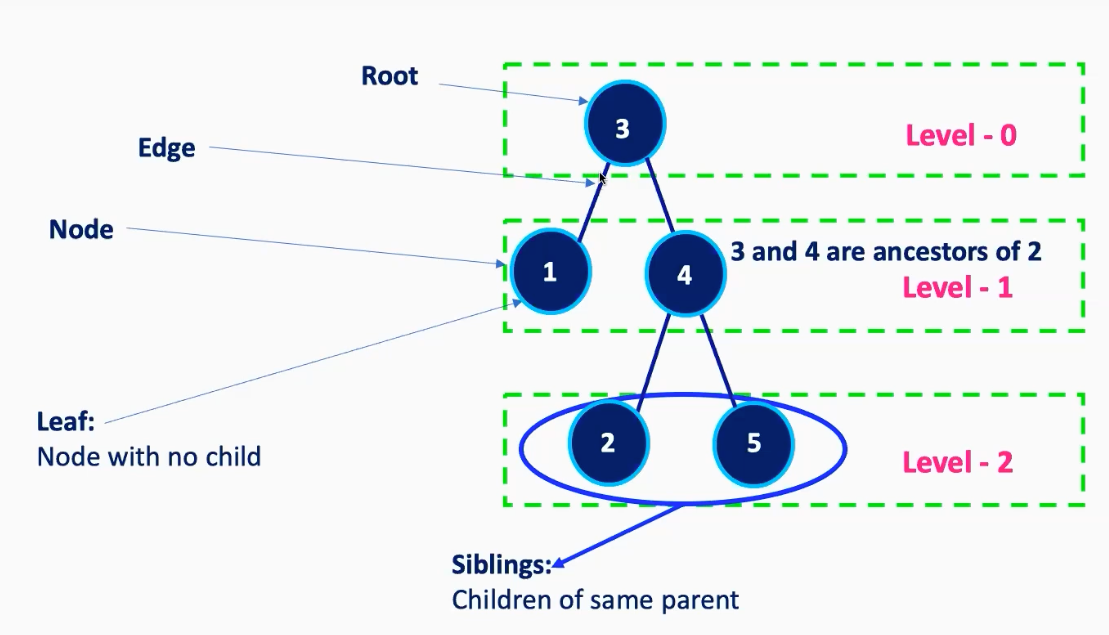 Root
3
Level - 0
Edge
Node
1
4
3 and 4 are ancestors of 2
Level - 1
Leaf:
Node with no child
2
5
Level - 2
Siblings:
Children of same parent